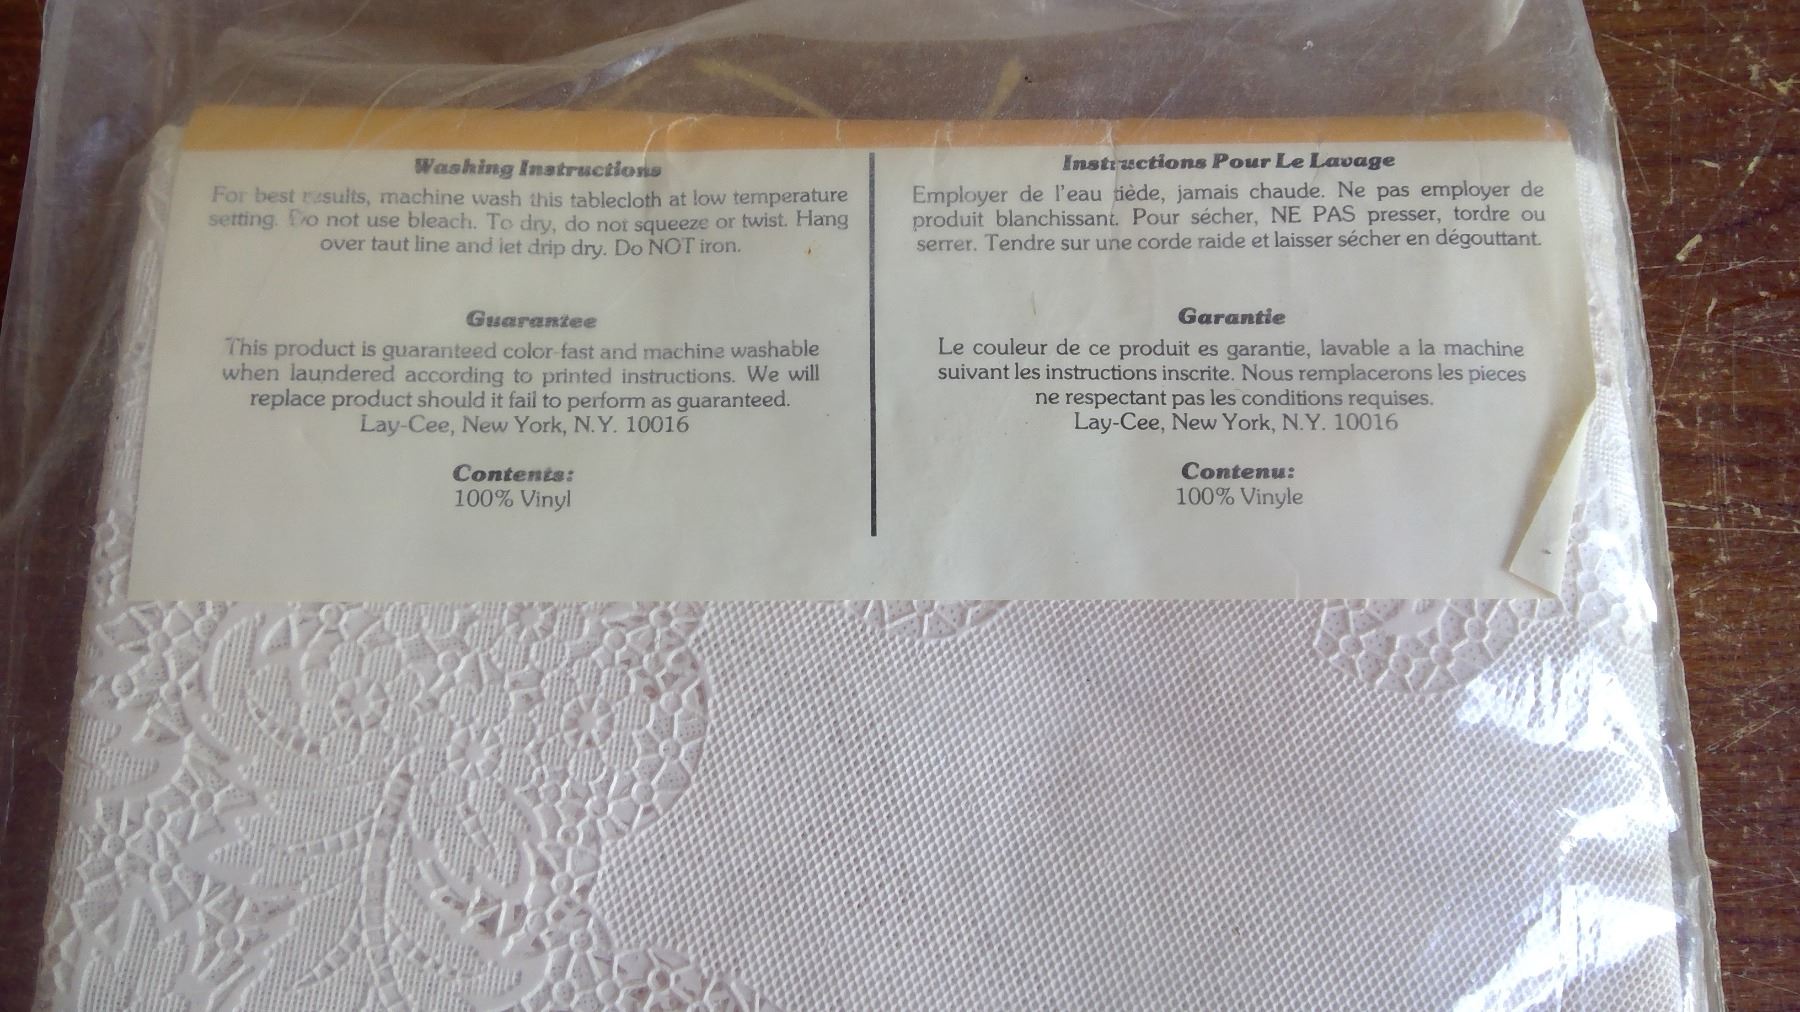 Washing Instructions
For best results, machine wash this tablecloth at low temperature
setting. Do not use bleach. To dry, do not squeeze or twist. Hang
over taut line and let drip dry. Do NOT iron.
Guarantee
This product is guaranteed color-fast and machine washable
when laundered according to printed instructions. We will
replace product should it fail to perform as guaranteed.
Lay-Cee, New York, N.Y. 10016
Contents:
100% Vinyl
Instructions Pour Le Lavage
Employer de l'eau tiède, jamais chaude. Ne pas employer de
produit blanchissant. Pour sécher, NE PAS presser, tordre ou
serrer. Tendre sur une corde raide et laisser sécher en dégouttant.
Garantie
Le couleur de ce produit es garantie, lavable a la machine
suivant les instructions inscrite. Nous remplacerons les pieces
ne respectant pas les conditions requises.
Lay-Cee, New York, N.Y. 10016
Contenu:
100% Vinyle